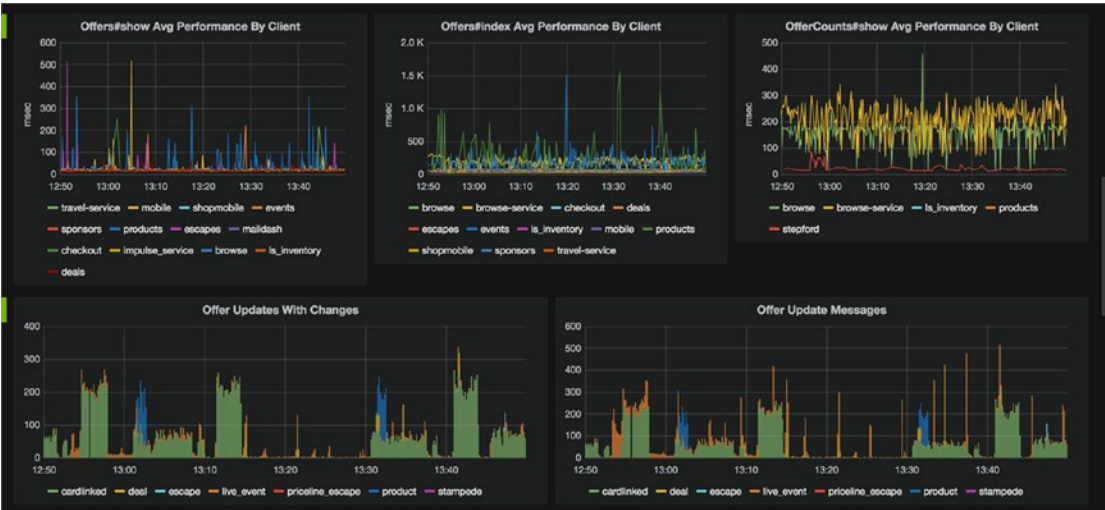 Offers#show Avg Performance By Client
600
500
400
300
200
100
0
msec
12:50 13:00 13:10 13:20 13:30 13:40
travel-service mobile shopmobile events
sponsors products escapes maildash
checkout impulse_service browse ls_inventory
deals
Offers#index Avg Performance By Client
2.0 K
1.5 K
1.0 K
500
0
msec
12:50 13:00 13:10 13:20 13:30 13:40
browse browse-service checkout deals
escapes events ls_inventory mobile products
shopmobile sponsors travel-service
OfferCounts#show Avg Performance By Client
500
400
300
200
100
0
msec
12:50 13:00 13:10 13:20 13:30 13:40
browse browse-service ls_inventory products
stepford
Offer Updates With Changes
400
300
200
100
0
12:50 13:00 13:10 13:20 13:30 13:40
cardlinked deal escape live_event priceline_escape product stampede
Offer Update Messages
600
500
400
300
200
100
0
12:50 13:00 13:10 13:20 13:30 13:40
cardlinked deal escape live_event priceline_escape product stampede